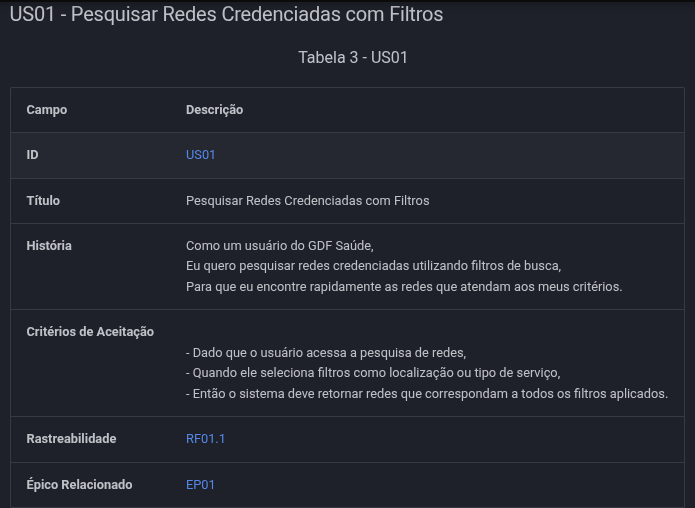 US01 - Pesquisar Redes Credenciadas com Filtros
Tabela 3 - US01
Campo Descrição
ID US01
Título Pesquisar Redes Credenciadas com Filtros
História Como um usuário do GDF Saúde,
Eu quero pesquisar redes credenciadas utilizando filtros de busca,
Para que eu encontre rapidamente as redes que atendam aos meus critérios.
Critérios de Aceitação
- Dado que o usuário acessa a pesquisa de redes,
- Quando ele seleciona filtros como localização ou tipo de serviço,
- Então o sistema deve retornar redes que correspondam a todos os filtros aplicados.
Rastreabilidade RF01.1
Épico Relacionado EP01